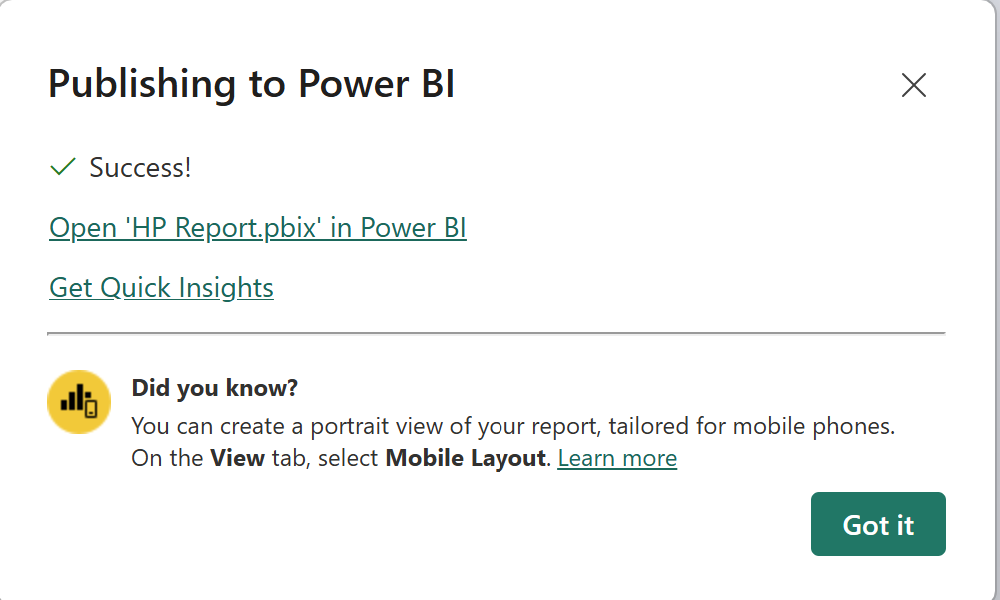 Publishing to Power BI
Success!
Open 'HP Report.pbix' in Power BI
Get Quick Insights
Did you know?
You can create a portrait view of your report, tailored for mobile phones.
On the View tab, select Mobile Layout. Learn more
Got it